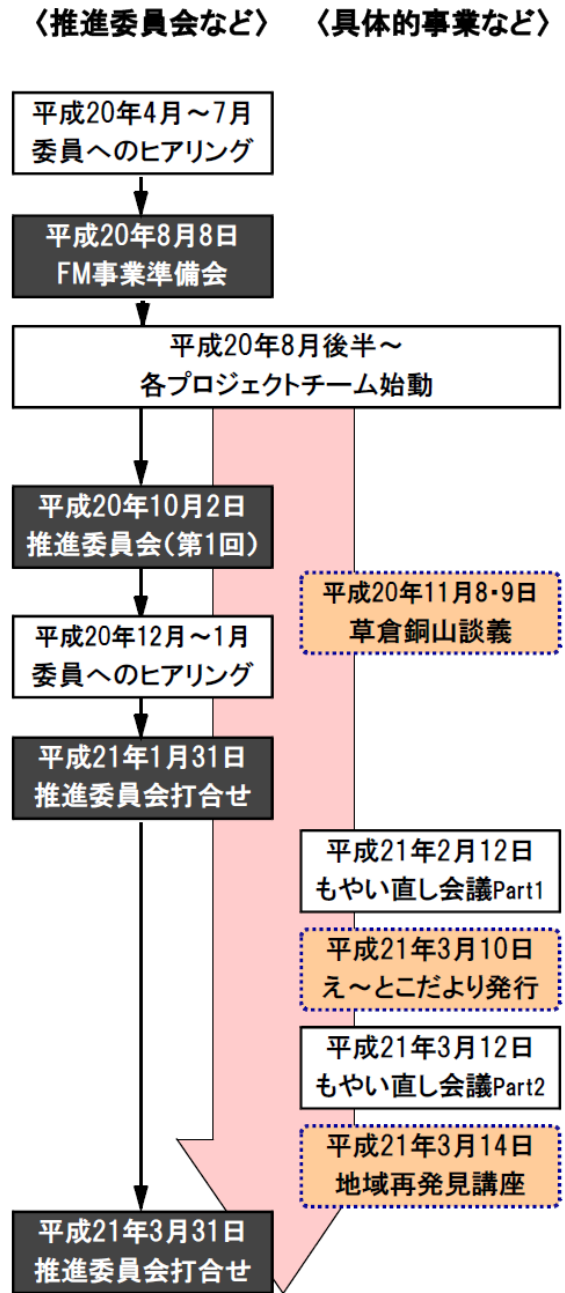 〈推進委員会など〉 〈具体的事業など〉
平成20年4月～7月
委員へのヒアリング
平成20年8月8日
FM事業準備会
平成20年8月後半～
各プロジェクトチーム始動
平成20年10月2日
推進委員会(第1回)
平成20年11月8・9日
草倉銅山談義
平成20年12月～1月
委員へのヒアリング
平成21年1月31日
推進委員会打合せ
平成21年2月12日
もやい直し会議Part1
平成21年3月10日
え～とこだより発行
平成21年3月12日
もやい直し会議Part2
平成21年3月14日
地域再発見講座
平成21年3月31日
推進委員会打合せ